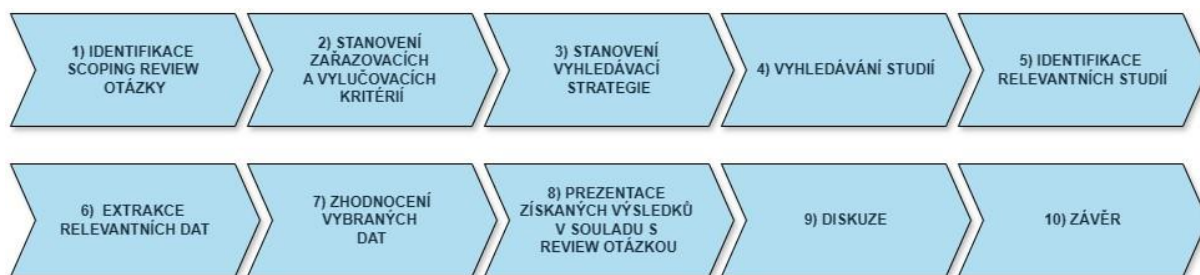 1) IDENTIFIKACE
SCOPING REVIEW
OTÁZKY
2) STANOVENÍ
ZAŘAZOVACÍCH
A VYLUČOVACÍCH
KRITÉRIÍ
3) STANOVENÍ
VYHLEDÁVACÍ
STRATEGIE
4) VYHLEDÁVÁNÍ STUDIÍ
5) IDENTIFIKACE
RELEVANTNÍCH STUDIÍ
6) EXTRAKCE
RELEVANTNÍCH DAT
7) ZHODNOCENÍ
VYBRANÝCH
DAT
8) PREZENTACE
ZÍSKANÝCH VÝSLEDKŮ
V SOULADU S
REVIEW OTÁZKOU
9) DISKUZE
10) ZÁVĚR